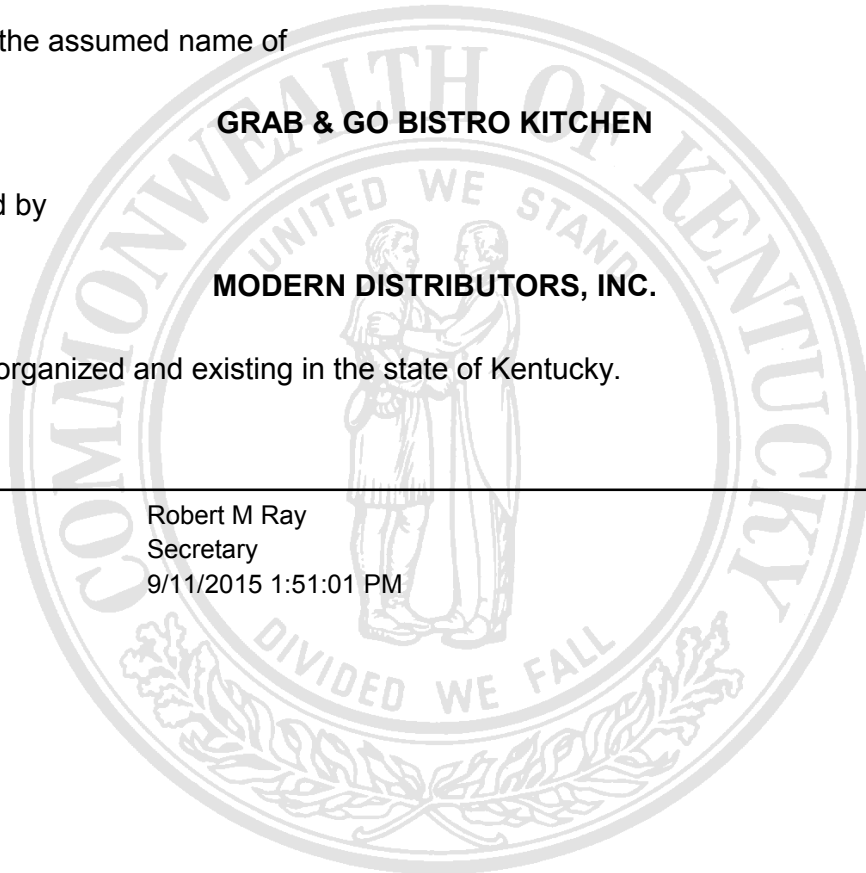 the assumed name of
GRAB & GO BISTRO KITCHEN
d by
MODERN DISTRIBUTORS, INC.
organized and existing in the state of Kentucky.
Robert M Ray
Secretary
9/11/2015 1:51:01 PM
COMMONWEALTH OF KENTUCKY
UNITED WE STAND
DIVIDED WE FALL